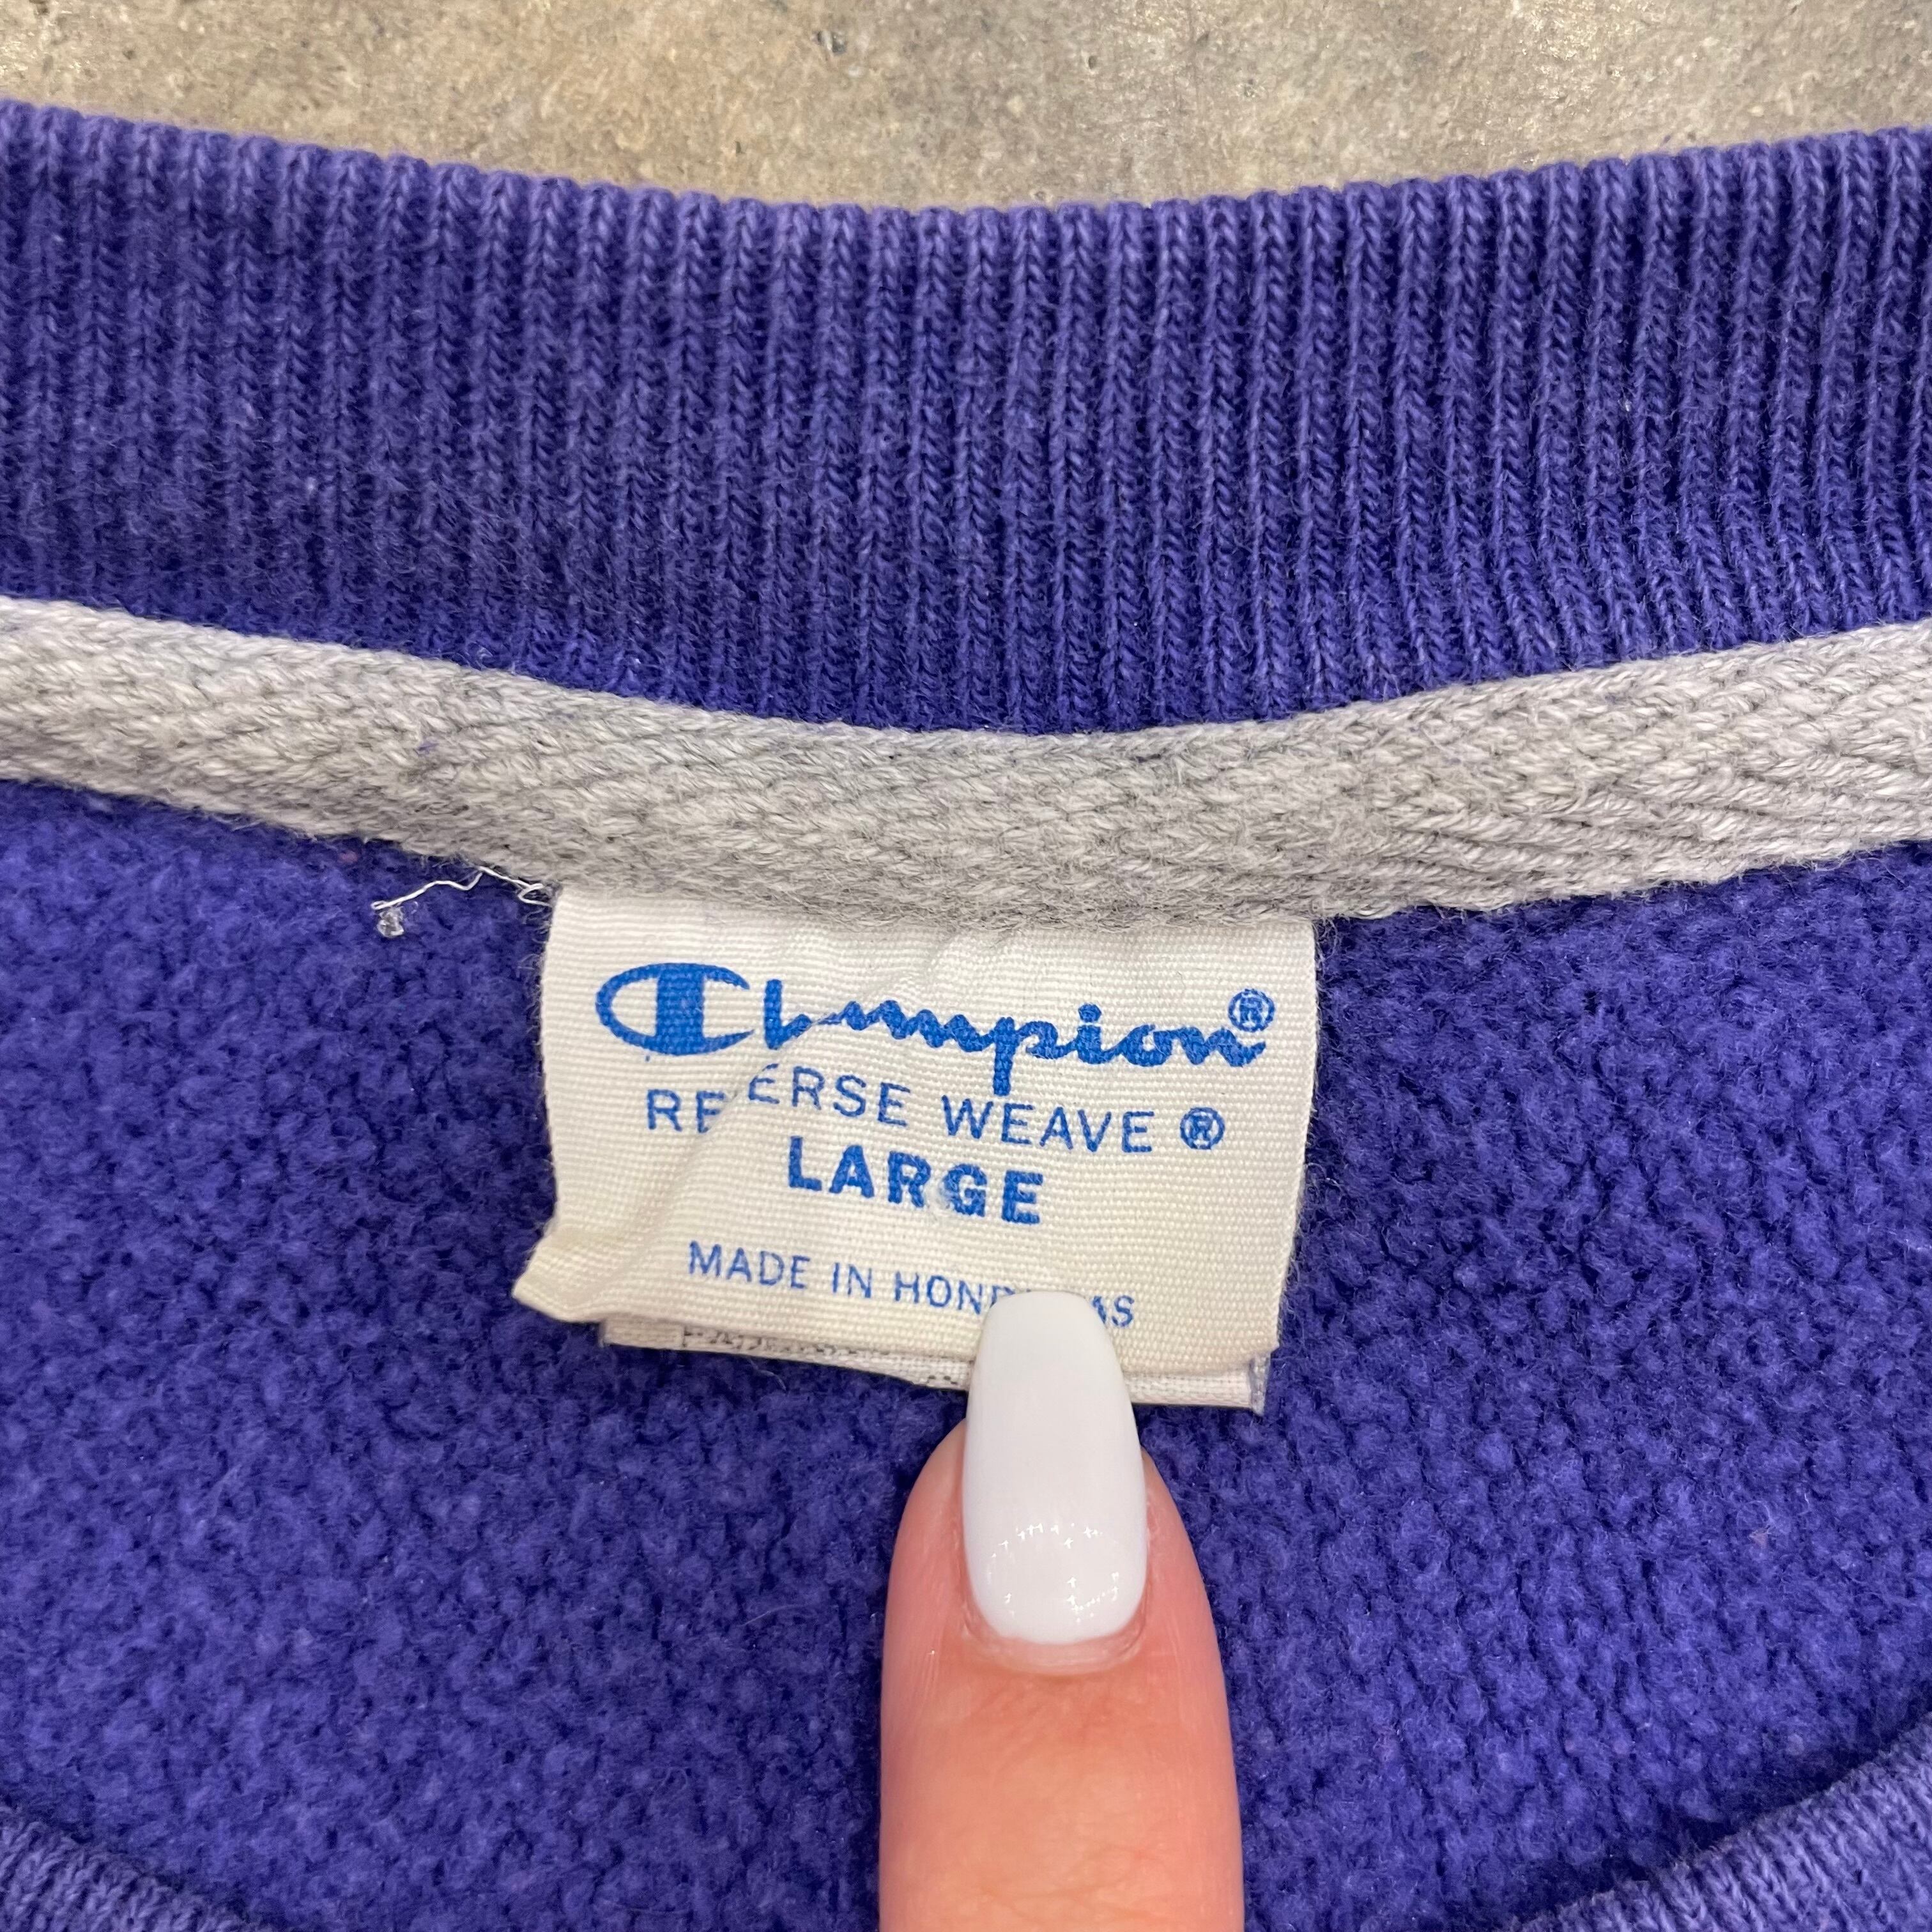 Champion®
REVERSE WEAVE ®
LARGE
MADE IN HONDURAS